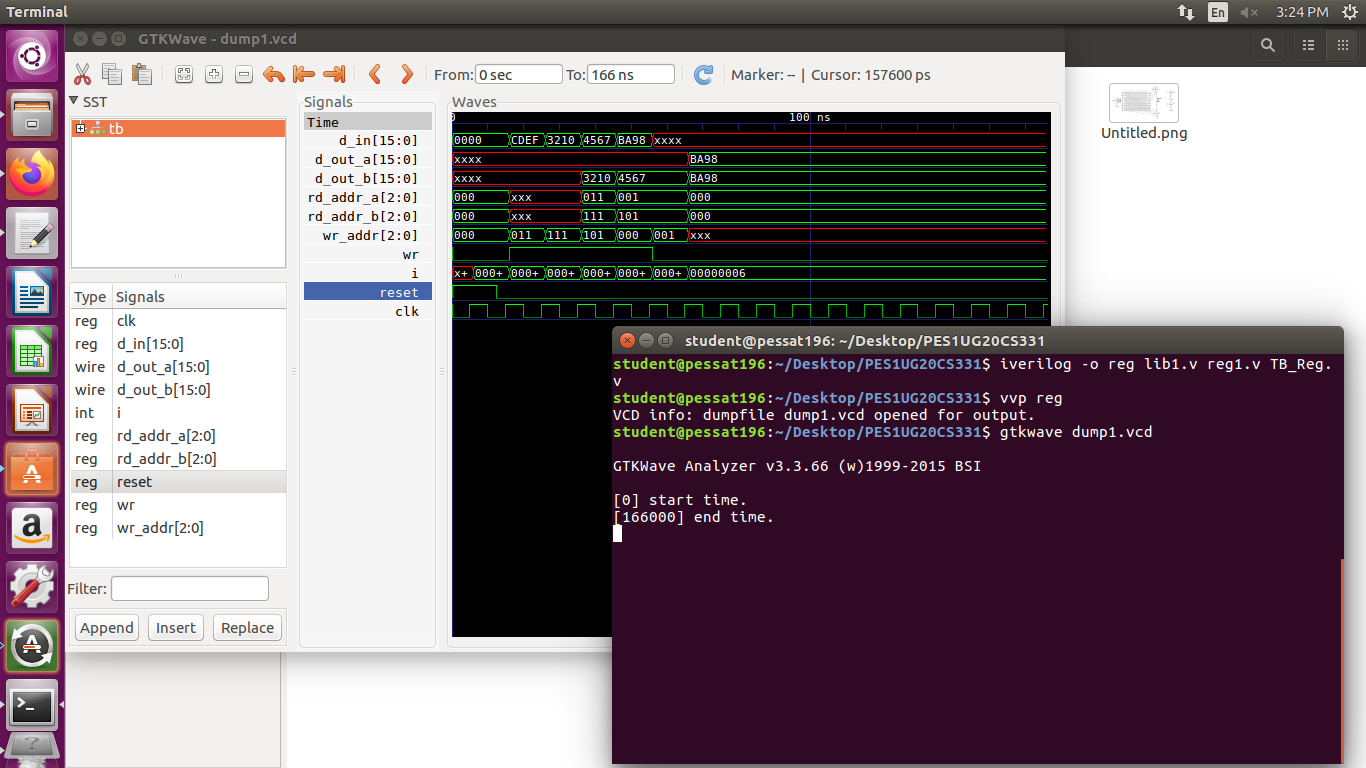 Terminal
En
3:24 PM
GTKWave - dump1.vcd
From: 0 sec To: 166 ns Marker: -- | Cursor: 157600 ps
SST
tb
Type Signals
reg clk
reg d_in[15:0]
wire d_out_a[15:0]
wire d_out_b[15:0]
int i
reg rd_addr_a[2:0]
reg rd_addr_b[2:0]
reg reset
reg wr
reg wr_addr[2:0]
Filter:
Append Insert Replace
Signals
Time
d_in[15:0]
d_out_a[15:0]
d_out_b[15:0]
rd_addr_a[2:0]
rd_addr_b[2:0]
wr_addr[2:0]
wr
i
reset
clk
Waves
0 100 ns
0000 CDEF 3210 4567 BA98 xxxx
xxxx BA98
xxxx 3210 4567 BA98
000 xxx 011 001 000
000 xxx 111 101 000
000 011 111 101 000 001 xxx
x+ 000+ 000+ 000+ 000+ 000+ 000+ 00000006
Untitled.png
student@pessat196: ~/Desktop/PES1UG20CS331
student@pessat196:~/Desktop/PES1UG20CS331$ iverilog -o reg lib1.v reg1.v TB_Reg.
v
student@pessat196:~/Desktop/PES1UG20CS331$ vvp reg
VCD info: dumpfile dump1.vcd opened for output.
student@pessat196:~/Desktop/PES1UG20CS331$ gtkwave dump1.vcd
GTKWave Analyzer v3.3.66 (w)1999-2015 BSI
[0] start time.
[166000] end time.